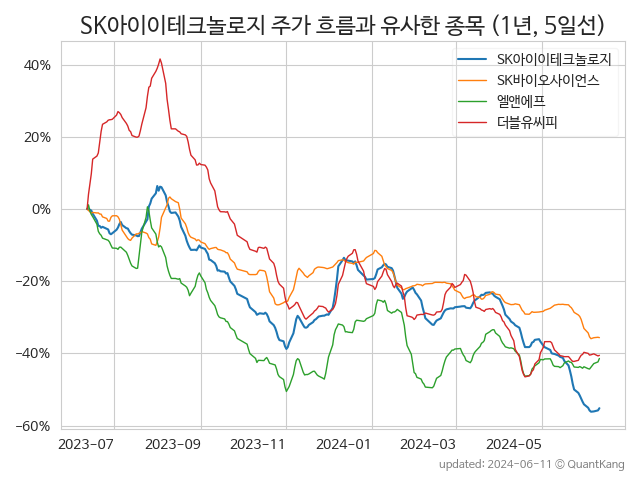 SK아이이테크놀로지 주가 흐름과 유사한 종목 (1년, 5일선)
SK아이이테크놀로지
SK바이오사이언스
엘앤에프
더블유씨피
40%
20%
0%
−20%
−40%
−60%
2023-07
2023-09
2023-11
2024-01
2024-03
2024-05
updated: 2024-06-11 © QuantKang